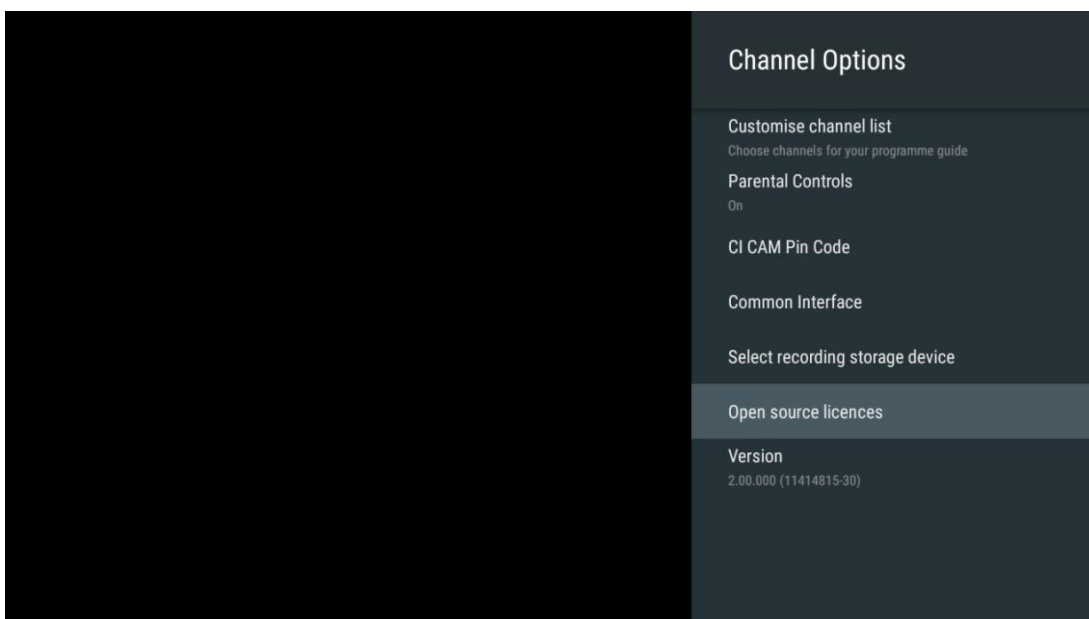 Channel Options
Customise channel list
Choose channels for your programme guide
Parental Controls
On
CI CAM Pin Code
Common Interface
Select recording storage device
Open source licences
Version
2.00.000 (11414815-30)